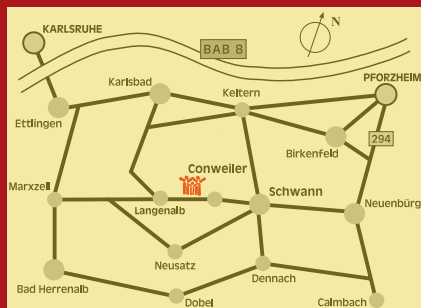 KARLSRUHE
N
BAB 8
Karlsbad
Keltern
PFORZHEIM
Ettlingen
294
Birkenfeld
Conweiler
Marxzell
Schwann
Langenalb
Neuenbürg
Neusatz
Dennach
Bad Herrenalb
Dobel
Calmbach